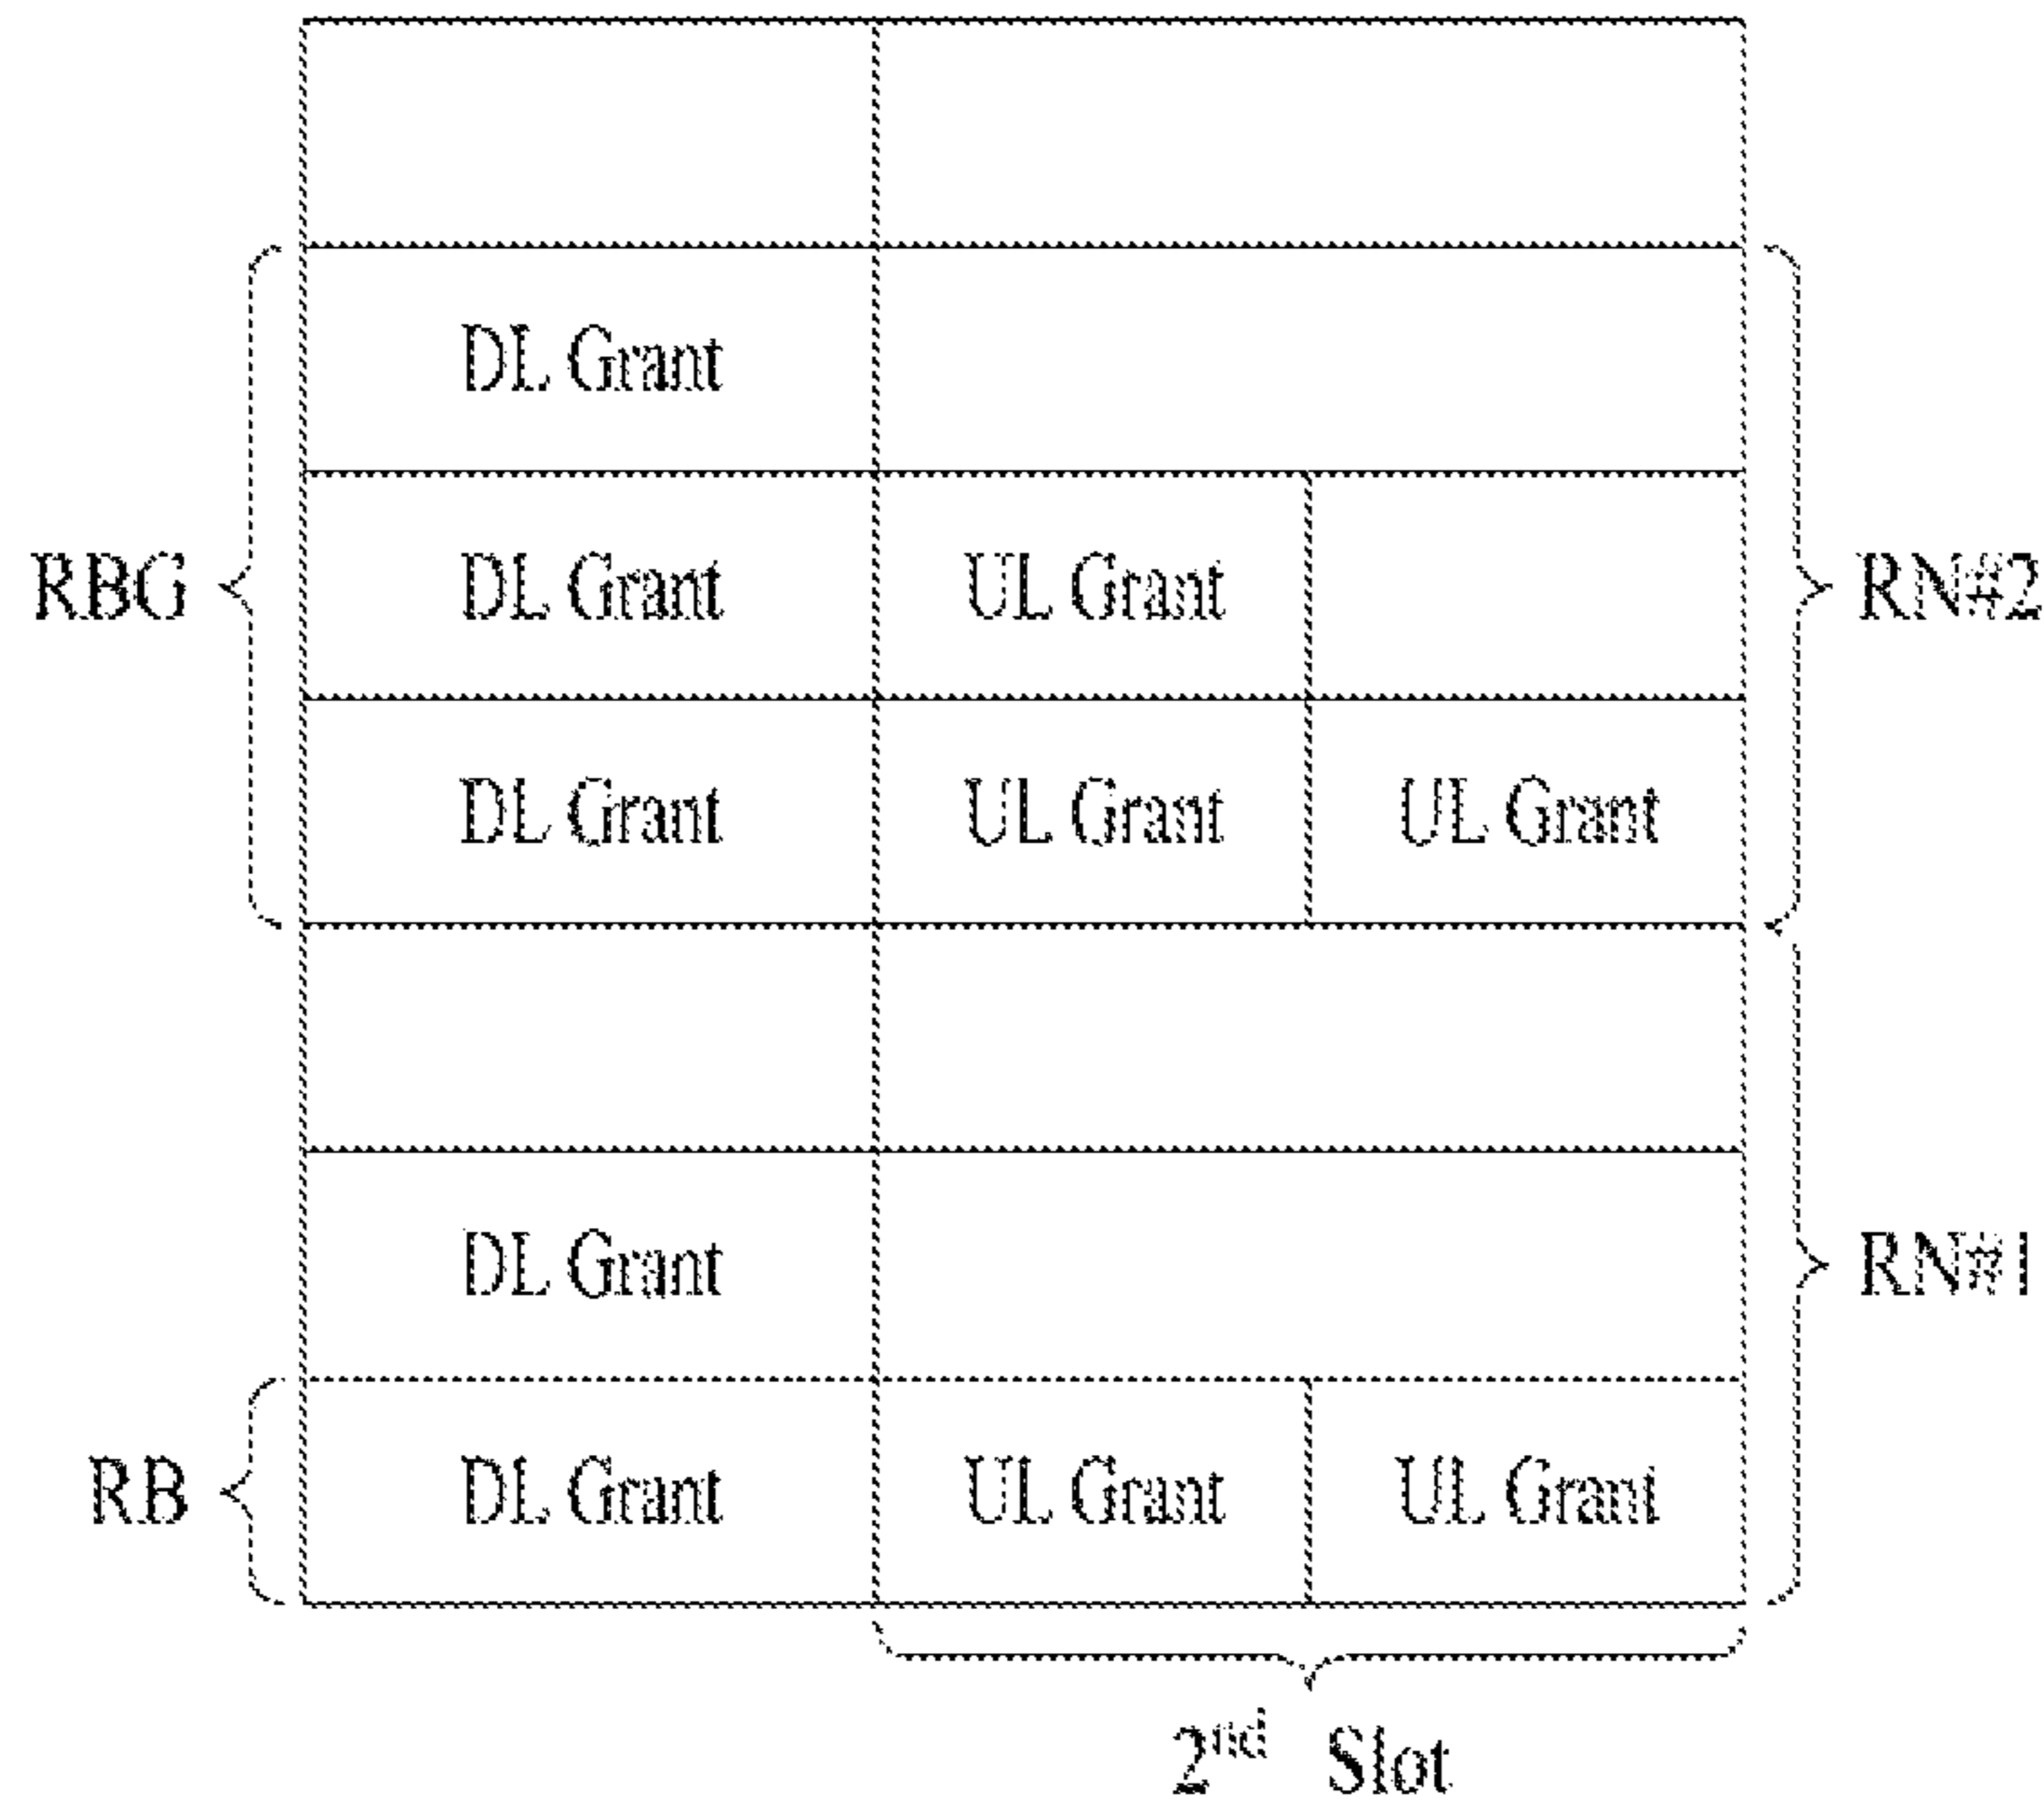 DL Grant
RBG DL Grant UL Grant RN#2
DL Grant UL Grant UL Grant
DL Grant RN#1
RB DL Grant UL Grant UL Grant
2nd Slot